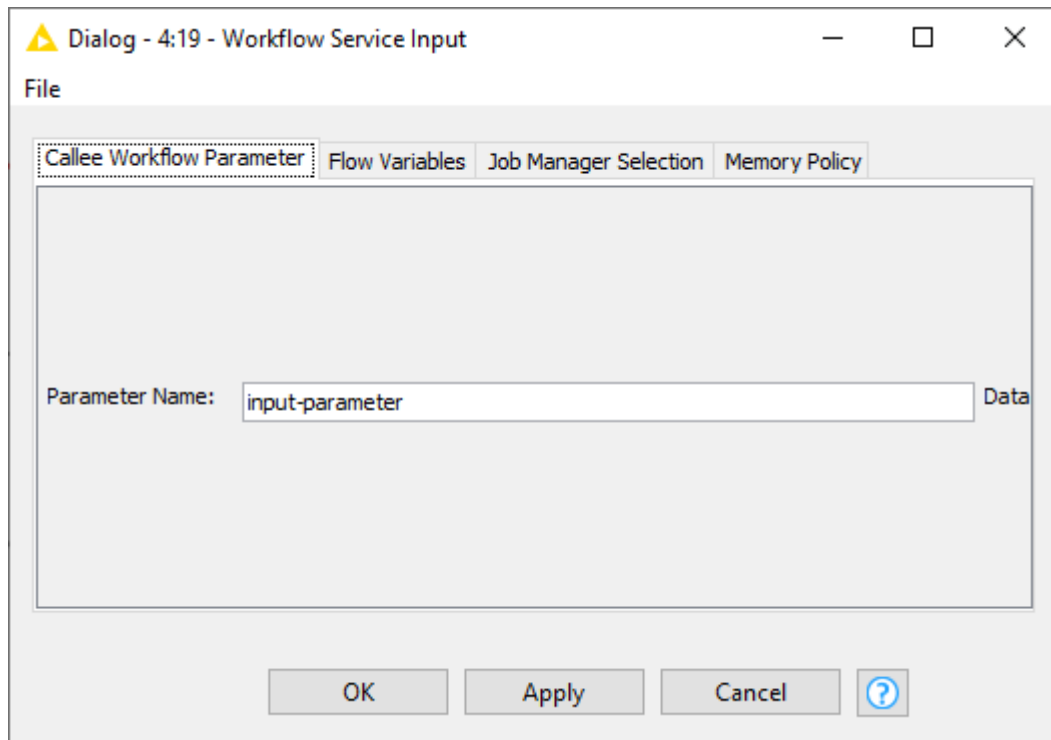 Dialog - 4:19 - Workflow Service Input
File
Callee Workflow Parameter Flow Variables Job Manager Selection Memory Policy
Parameter Name: input-parameter Data
OK Apply Cancel ?